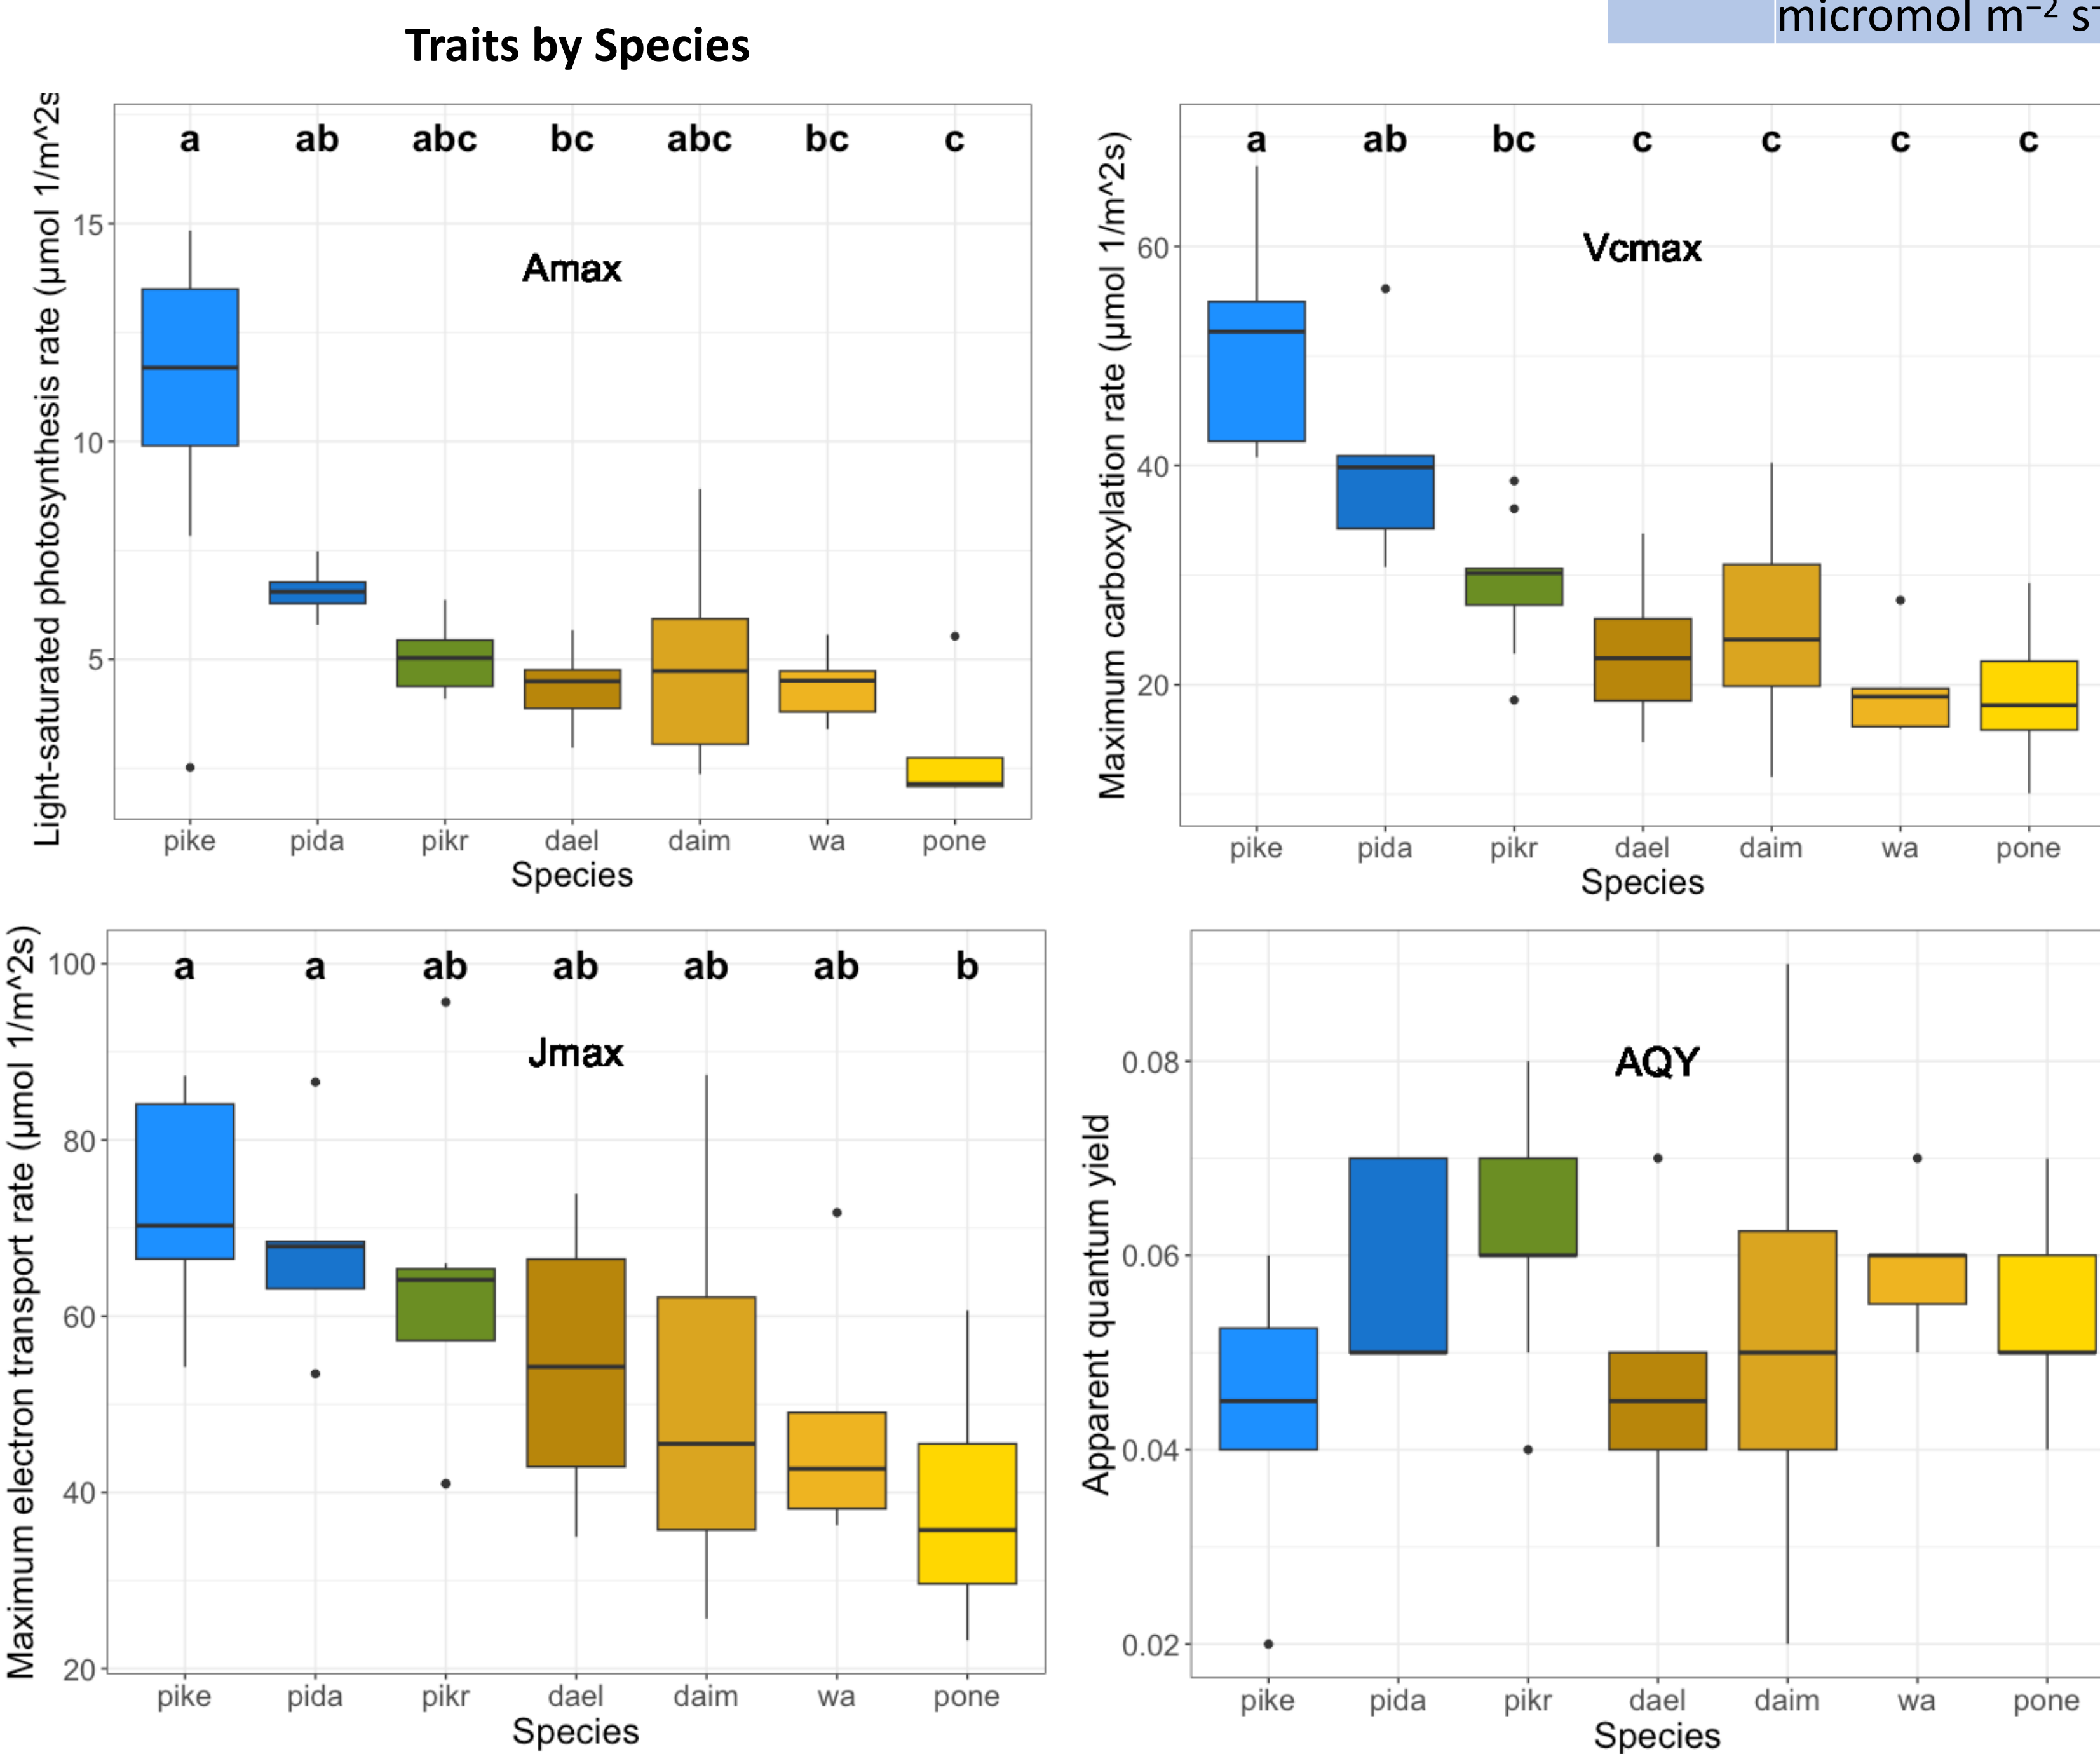 micromol m⁻² s⁻
Traits by Species
Light-saturated photosynthesis rate (µmol 1/m^2s
a ab abc bc abc bc c
Amax
15
10
5
pike pida pikr dael daim wa pone
Species
Maximum carboxylation rate (µmol 1/m^2s)
a ab bc c c c c
Vcmax
60
40
20
pike pida pikr dael daim wa pone
Species
Maximum electron transport rate (µmol 1/m^2s)
a a ab ab ab ab b
Jmax
100
80
60
40
20
pike pida pikr dael daim wa pone
Species
Apparent quantum yield
AQY
0.08
0.06
0.04
0.02
pike pida pikr dael daim wa pone
Species